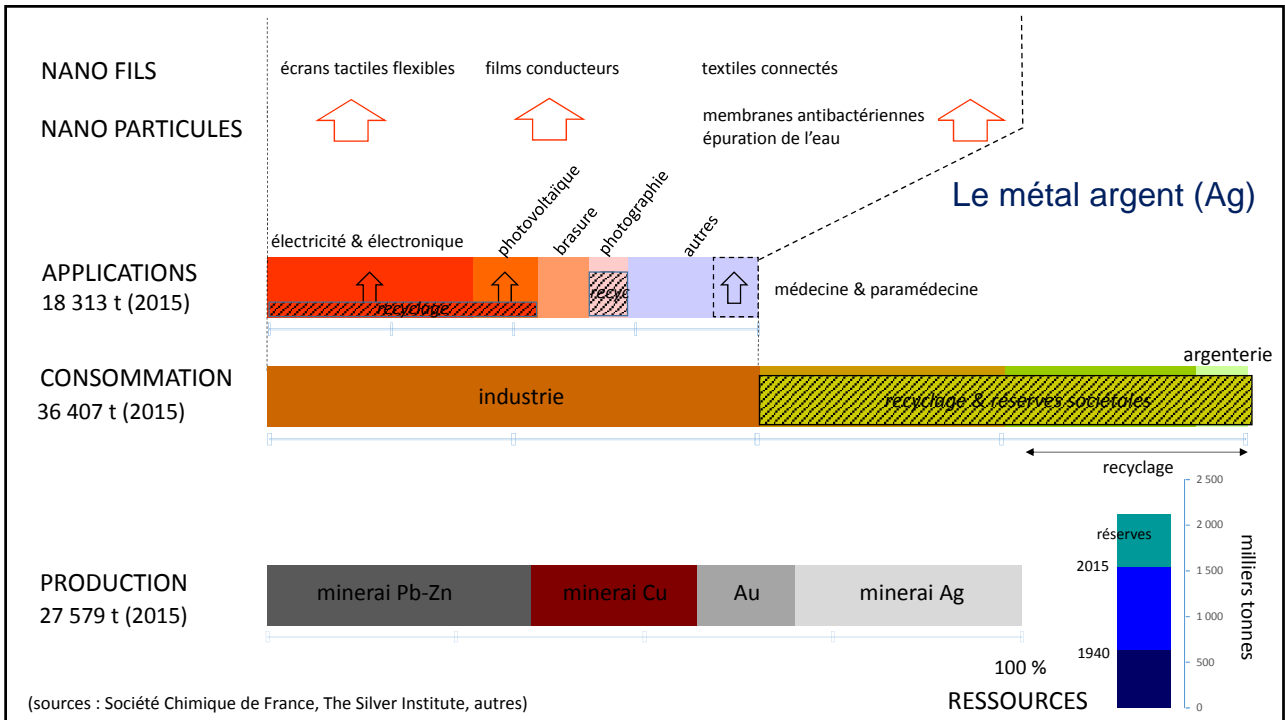 NANO FILS
écrans tactiles flexibles
films conducteurs
textiles connectés
NANO PARTICULES
membranes antibactériennes
épuration de l'eau
Le métal argent (Ag)
électricité & électronique
photovoltaïque
brasure
photographie
autres
APPLICATIONS
18 313 t (2015)
recyclage
recyc
médecine & paramédecine
argenterie
CONSOMMATION
36 407 t (2015)
industrie
recyclage & réserves sociétales
recyclage
PRODUCTION
27 579 t (2015)
minerai Pb-Zn
minerai Cu
Au
minerai Ag
100 %
RESSOURCES
réserves
2015
1940
2 500
2 000
1 500
1 000
500
0
milliers tonnes
(sources : Société Chimique de France, The Silver Institute, autres)